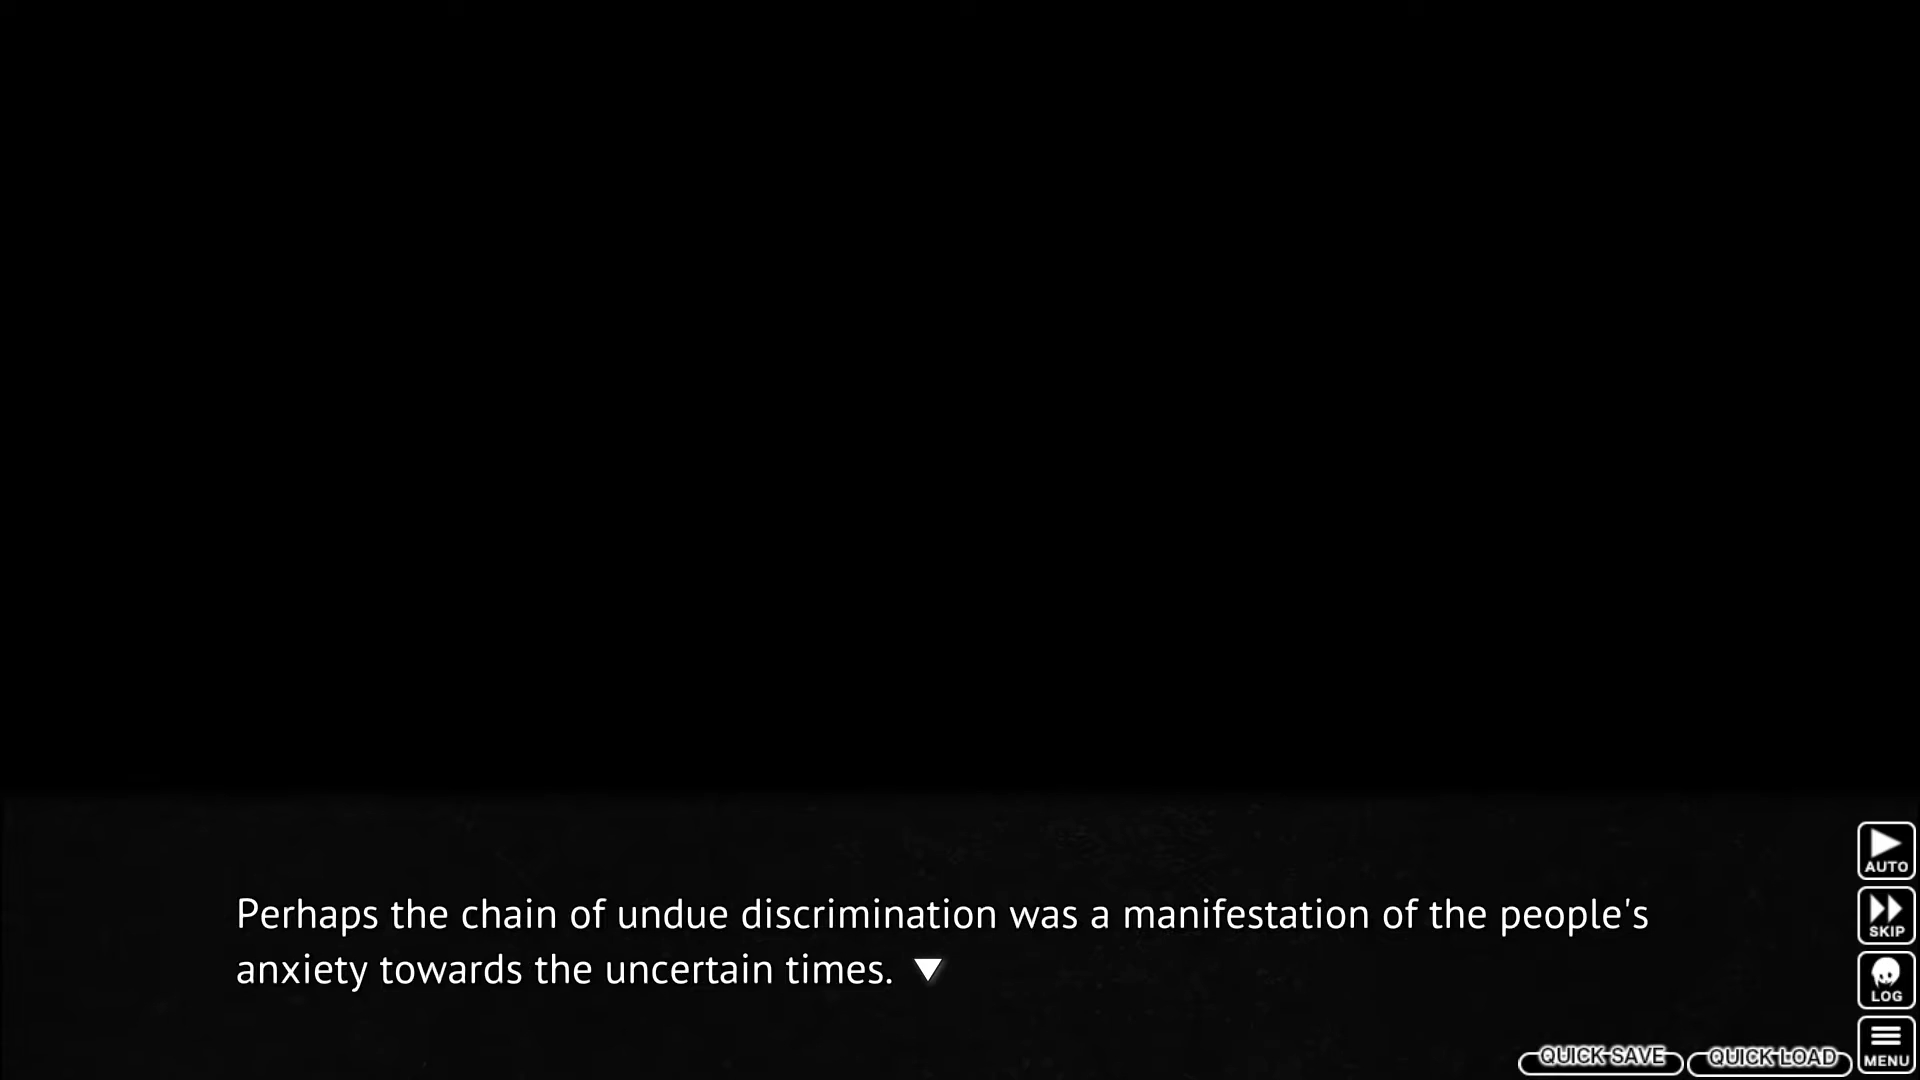 Perhaps the chain of undue discrimination was a manifestation of the people's
anxiety towards the uncertain times.
AUTO
SKIP
LOG
MENU
QUICK SAVE
QUICK LOAD